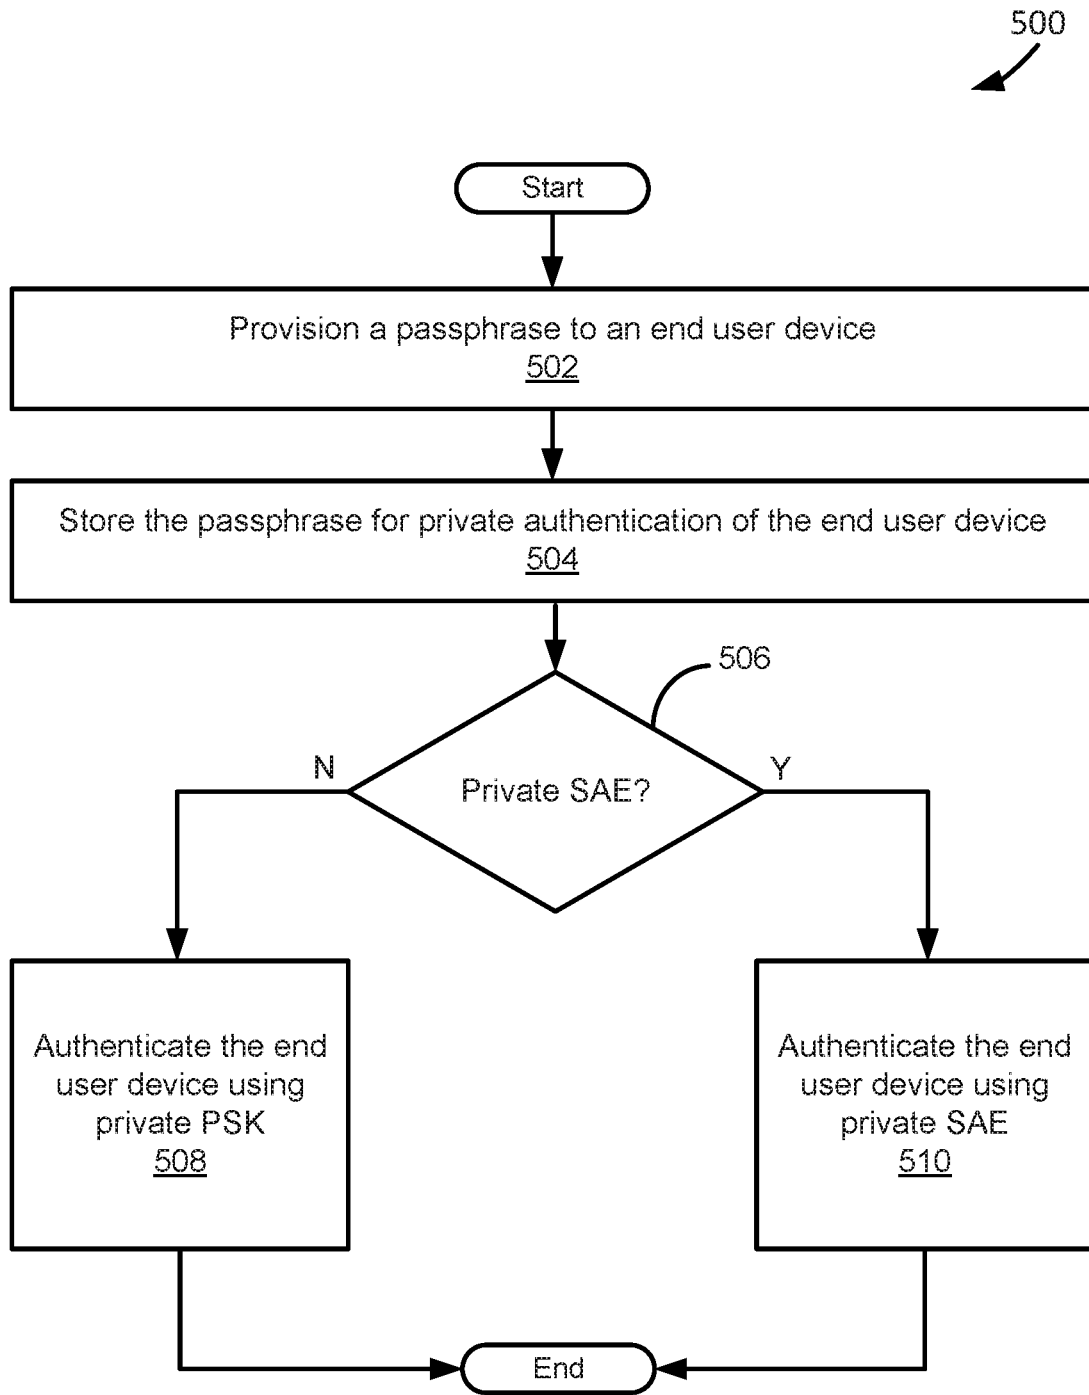 500
Start
Provision a passphrase to an end user device
502
Store the passphrase for private authentication of the end user device
504
506
N
Private SAE?
Y
Authenticate the end
user device using
private PSK
508
Authenticate the end
user device using
private SAE
510
End